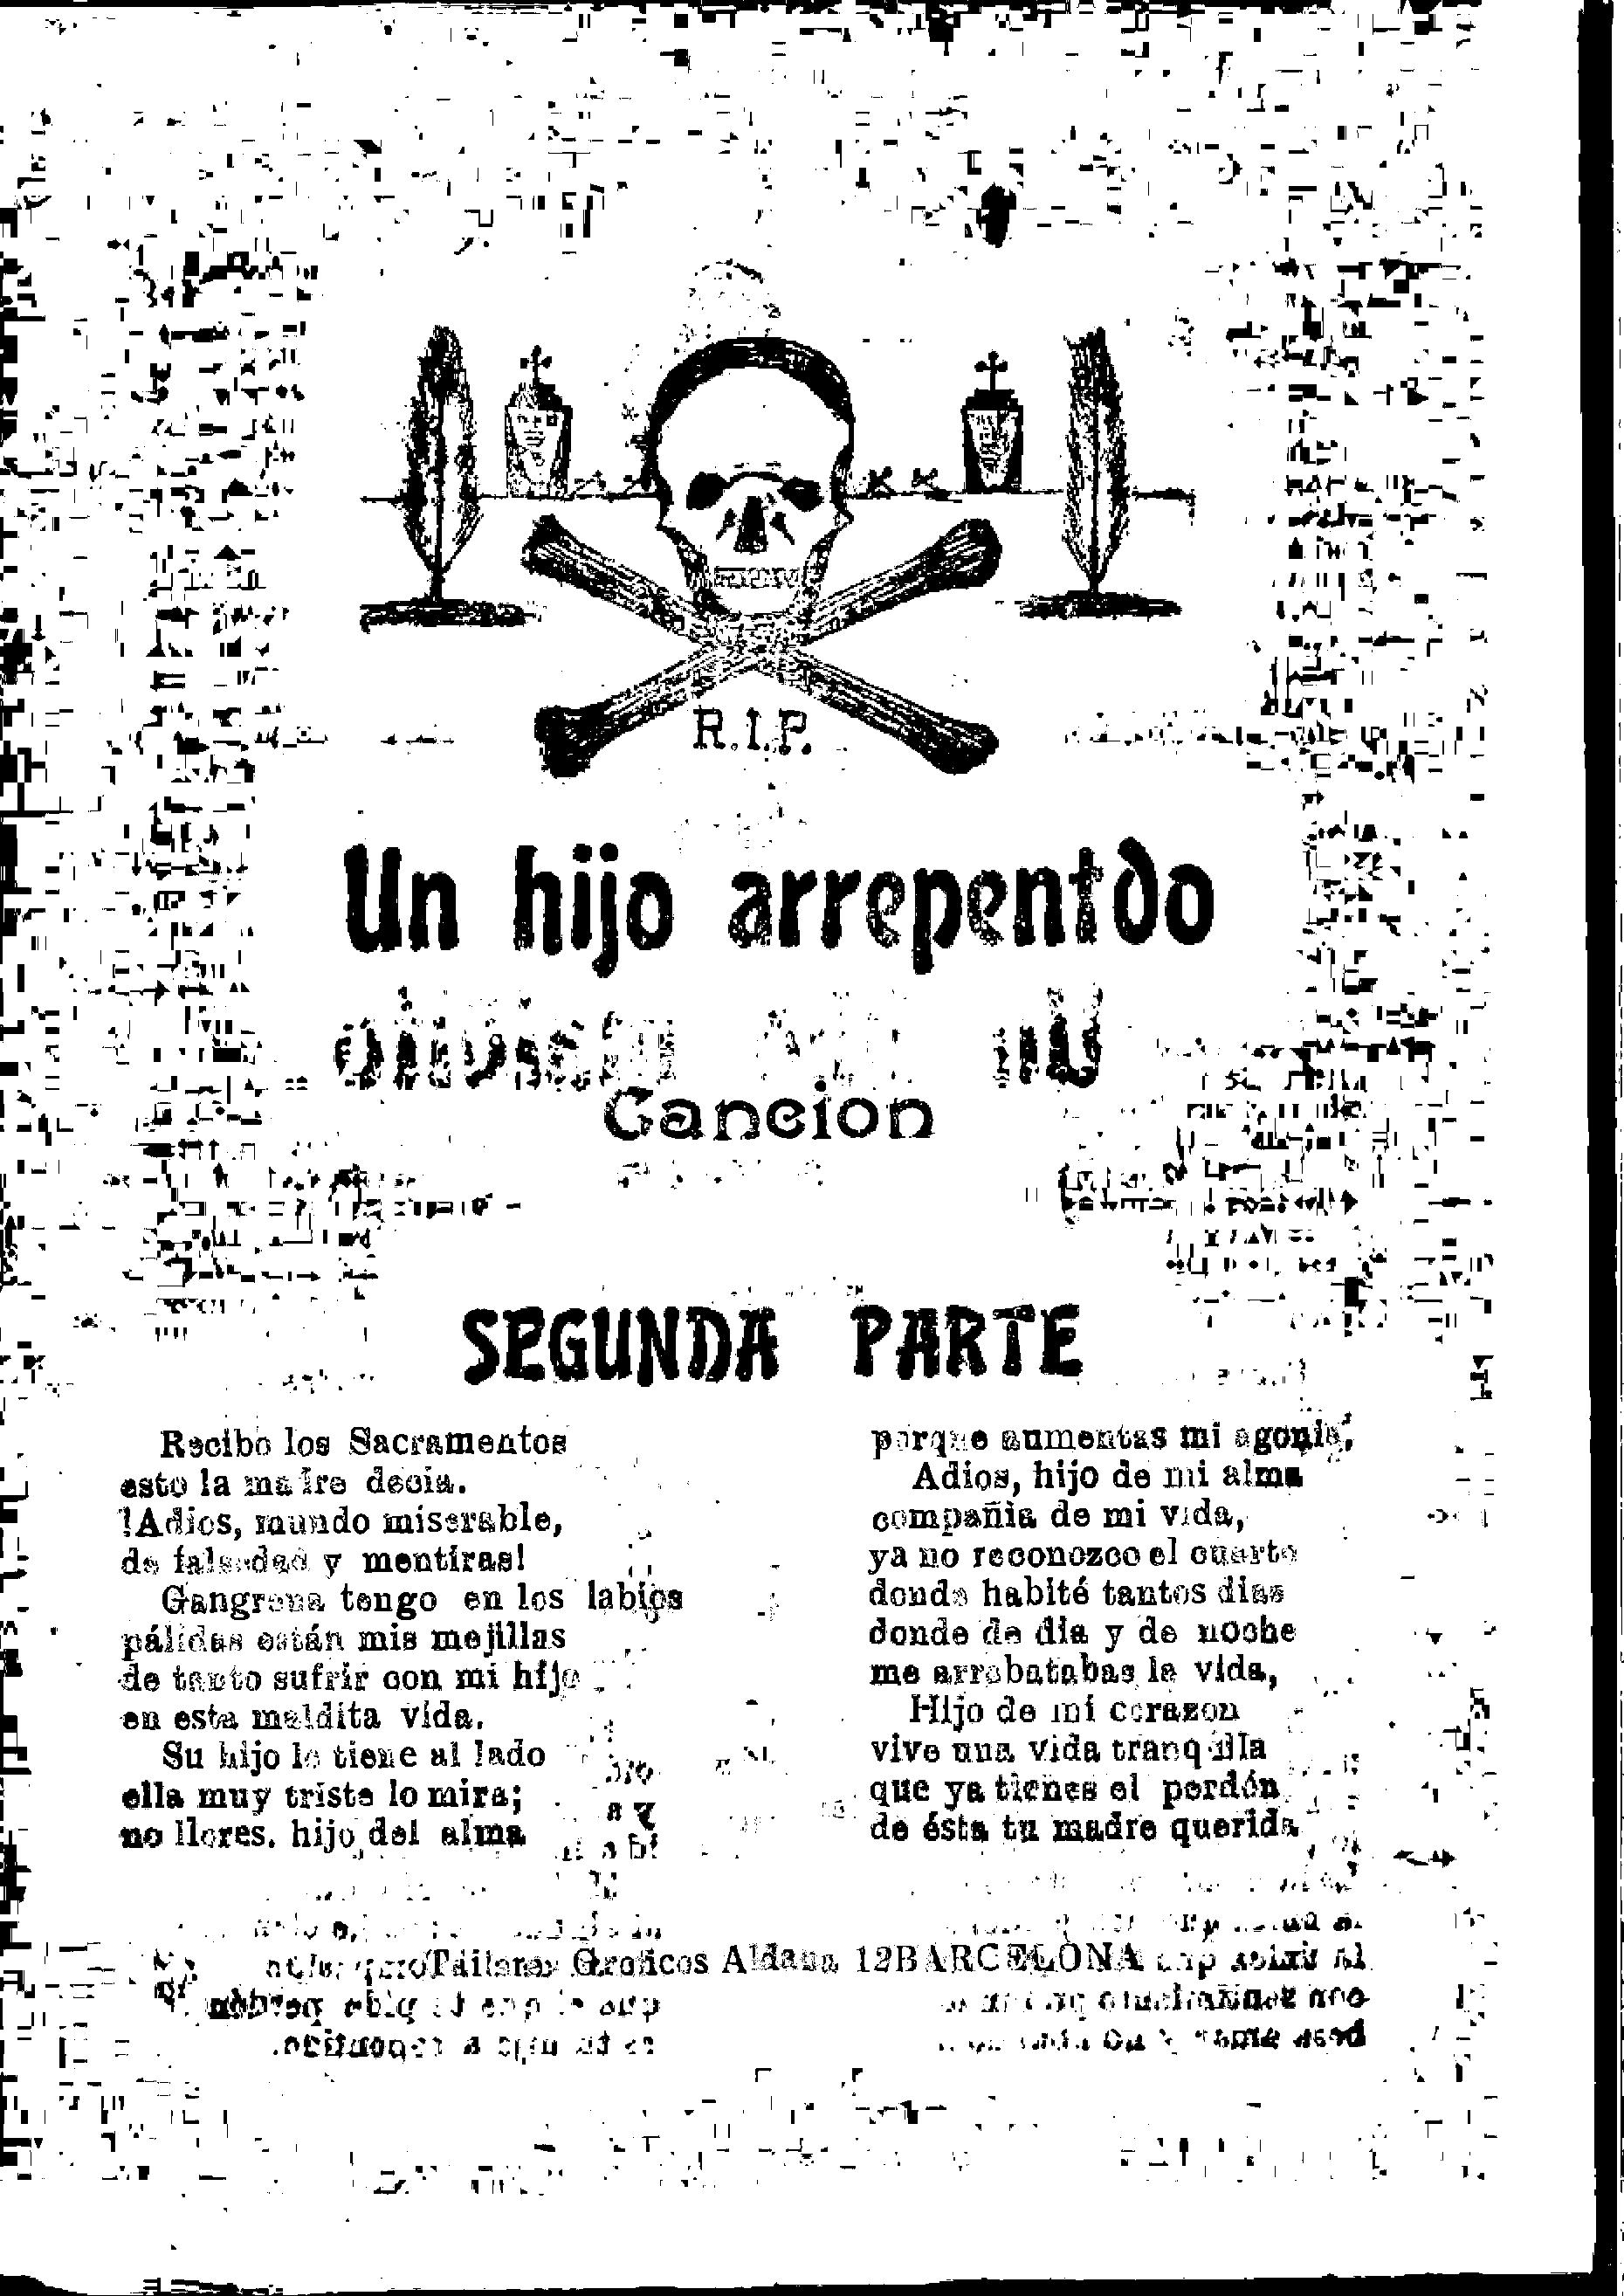 R.I.P.
Un hijo arrepentdo
Cancion
SEGUNDA PARTE
Recibo los Sacramentos
esto la madre decia.
!Adios, mundo miserable,
de falsedad y mentiras!
Gangrena tengo en los labios
pálidas están mis mejillas
de tanto sufrir con mi hijo
en esta maldita vida.
Su hijo le tiene al lado
ella muy triste lo mira;
no llores. hijo del alma
porque aumentas mi agonia,
Adios, hijo de mi alma
compañia de mi vida,
ya no reconozco el cuarto
donde habité tantos dias
donde de dia y de noche
me arrebatabas la vida,
Hijo de mi corazon
vive una vida tranquilla
que ya tienes el perdón
de ésta tu madre querida
Talleres Graficos Aldana 12 BARCELONA